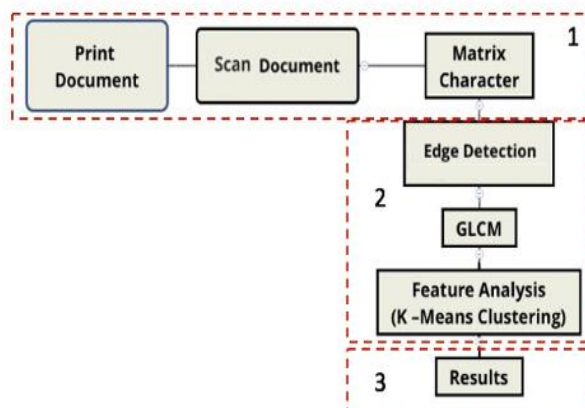 1
Print
Document
Scan Document
Matrix
Character
2
Edge Detection
GLCM
Feature Analysis
(K –Means Clustering)
3
Results